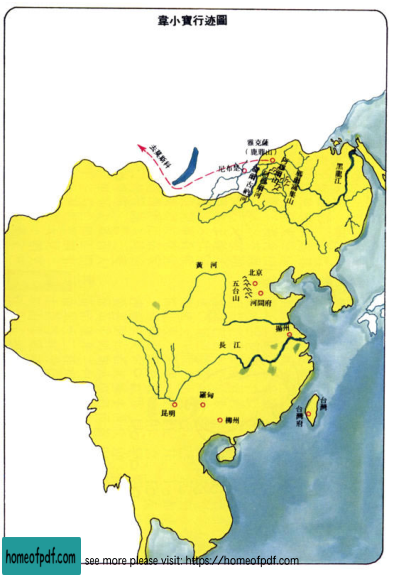 韋小寶行迹圖
去莫斯科
雅克薩
(鹿鼎山)
尼布楚
黑龍江
黃河
北京
五台山
河間府
揚州
長江
羅甸
昆明
柳州
台灣
台灣府
homeofpdf.com
see more please visit: https://homeofpdf.com